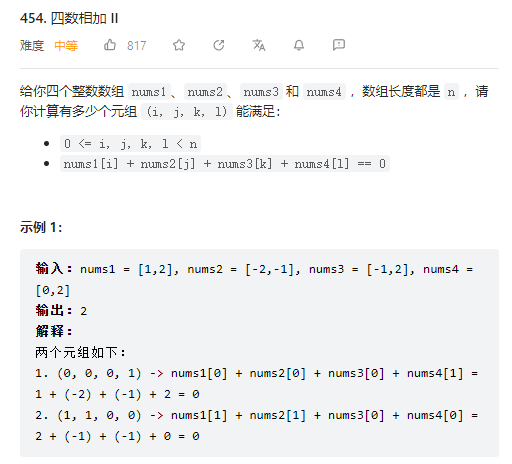 454. 四数相加 II
难度 中等 817
给你四个整数数组 nums1、nums2、nums3 和 nums4 ，数组长度都是 n ，请
你计算有多少个元组 (i, j, k, l) 能满足：
0 <= i, j, k, l < n
nums1[i] + nums2[j] + nums3[k] + nums4[l] == 0
示例 1：
输入：nums1 = [1,2], nums2 = [-2,-1], nums3 = [-1,2], nums4 =
[0,2]
输出：2
解释：
两个元组如下：
1. (0, 0, 0, 1) -> nums1[0] + nums2[0] + nums3[0] + nums4[1] =
1 + (-2) + (-1) + 2 = 0
2. (1, 1, 0, 0) -> nums1[1] + nums2[1] + nums3[0] + nums4[0] =
2 + (-1) + (-1) + 0 = 0